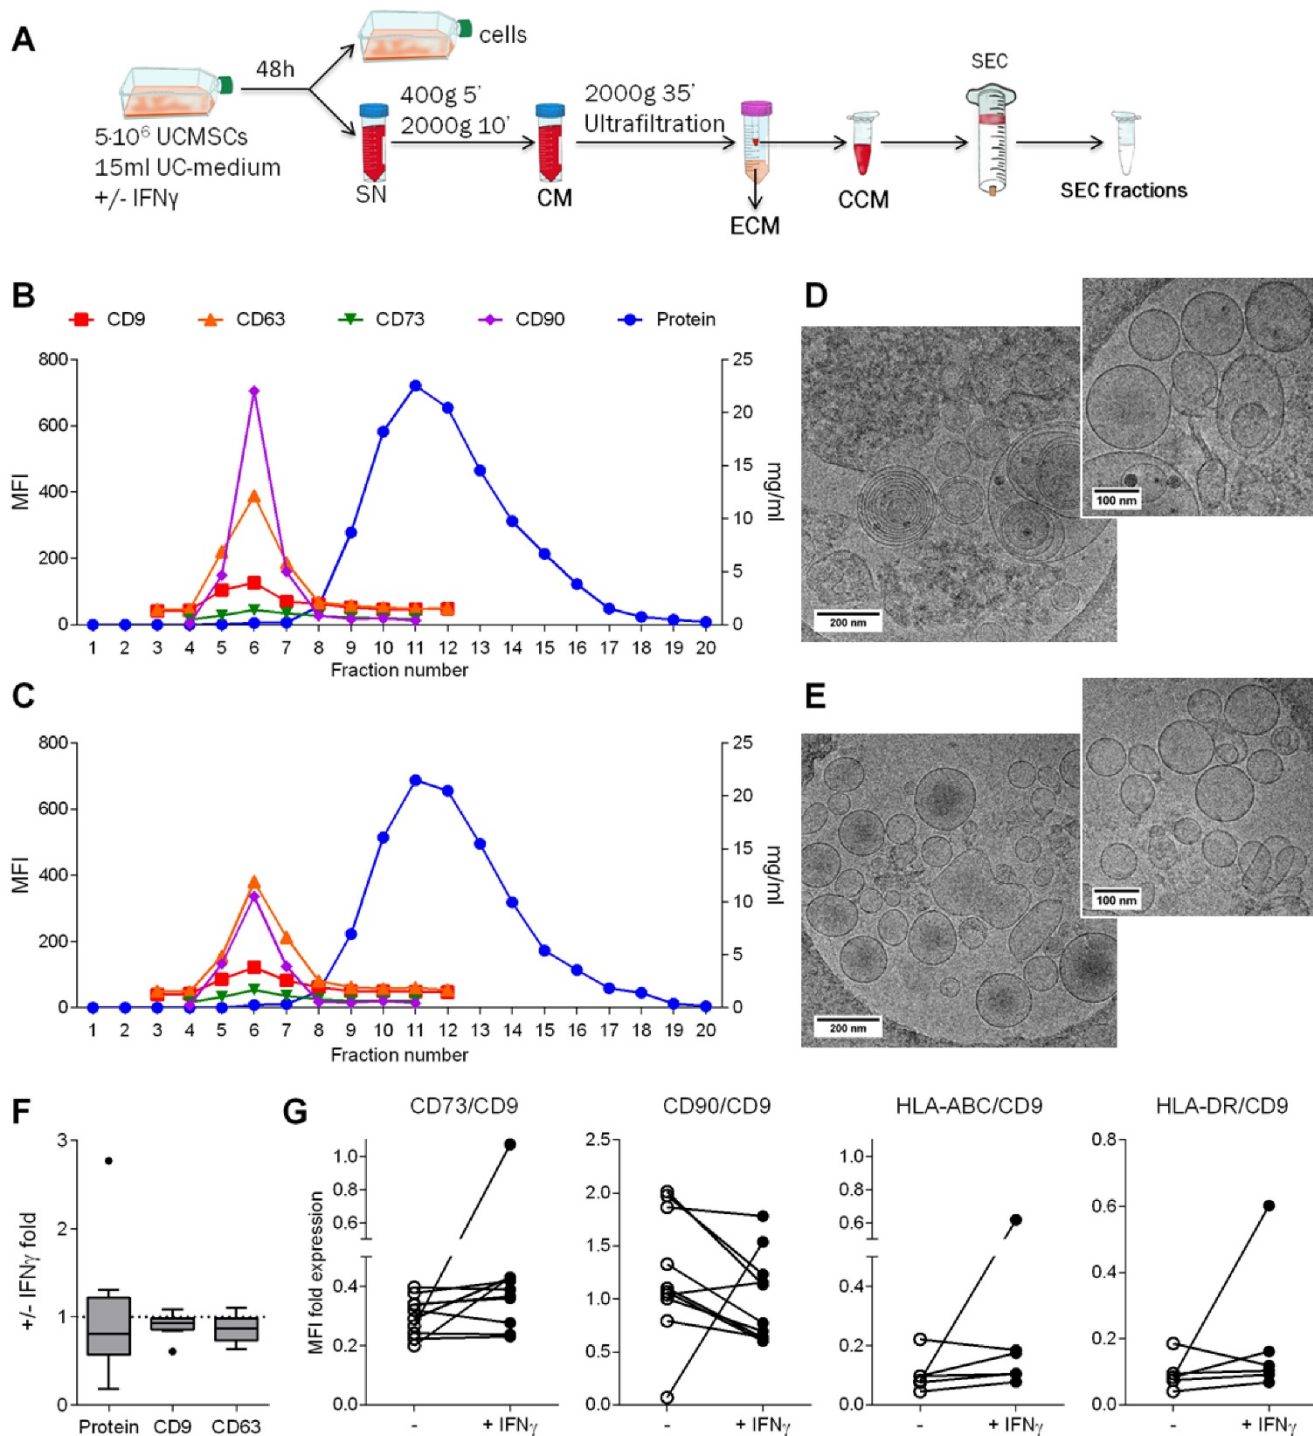 A
48h
cells
5·10⁶ UCMSCs
15ml UC-medium
+/- IFNγ
SN
400g 5'
2000g 10'
CM
2000g 35'
Ultrafiltration
ECM
CCM
SEC
SEC fractions
B
CD9 CD63 CD73 CD90 Protein
800
600
400
200
0
MFI
25
20
15
10
5
0
mg/ml
1 2 3 4 5 6 7 8 9 10 11 12 13 14 15 16 17 18 19 20
Fraction number
C
800
600
400
200
0
MFI
25
20
15
10
5
0
mg/ml
1 2 3 4 5 6 7 8 9 10 11 12 13 14 15 16 17 18 19 20
Fraction number
D
200 nm
100 nm
E
200 nm
100 nm
F
+/- IFNγ fold
3
2
1
0
Protein CD9 CD63
G
MFI fold expression
CD73/CD9
1.0
0.8
0.6
0.4
0.2
0.0
- + IFNγ
CD90/CD9
2.5
2.0
1.5
1.0
0.5
0.0
- + IFNγ
HLA-ABC/CD9
1.0
0.8
0.6
0.4
0.2
0.0
- + IFNγ
HLA-DR/CD9
0.8
0.6
0.4
0.2
0.0
- + IFNγ